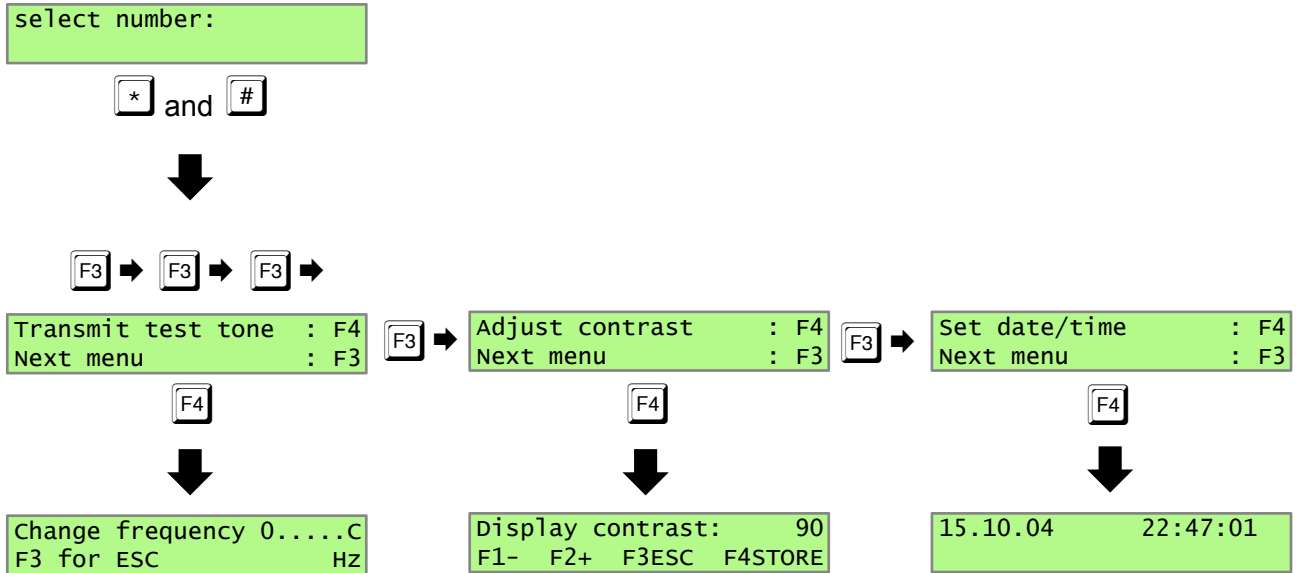 select number:
* and #
F3 F3 F3
Transmit test tone : F4
Next menu : F3
F3
Adjust contrast : F4
Next menu : F3
F3
Set date/time : F4
Next menu : F3
F4
F4
F4
Change frequency 0.....C
F3 for ESC Hz
Display contrast: 90
F1- F2+ F3ESC F4STORE
15.10.04 22:47:01